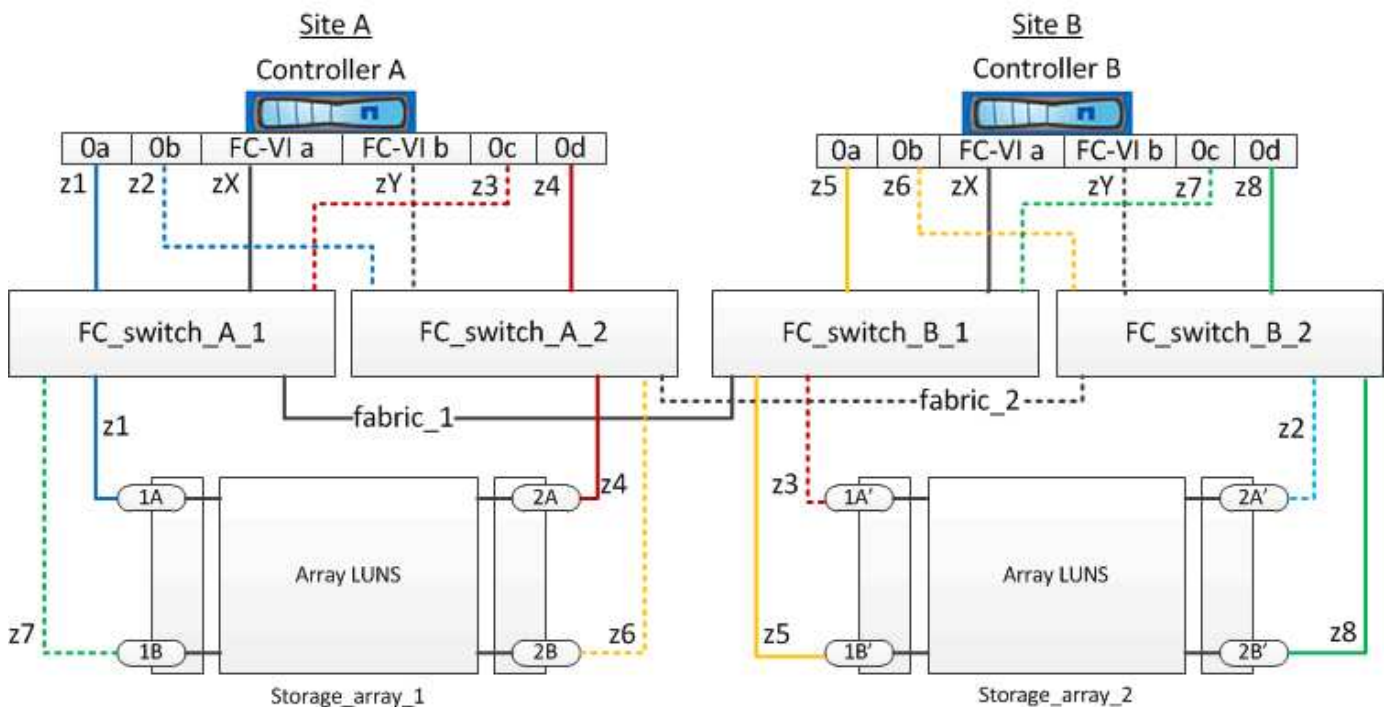 Site A
Site B
Controller A
Controller B
0a 0b FC-VI a FC-VI b 0c 0d
0a 0b FC-VI a FC-VI b 0c 0d
z1 z2 zX zY z3 z4
z5 z6 zX zY z7 z8
FC_switch_A_1
FC_switch_A_2
FC_switch_B_1
FC_switch_B_2
fabric_1
fabric_2
z1
z4
z3
z2
1A
2A
1A'
2A'
Array LUNS
Array LUNS
z7
z6
z5
z8
1B
2B
1B'
2B'
Storage_array_1
Storage_array_2